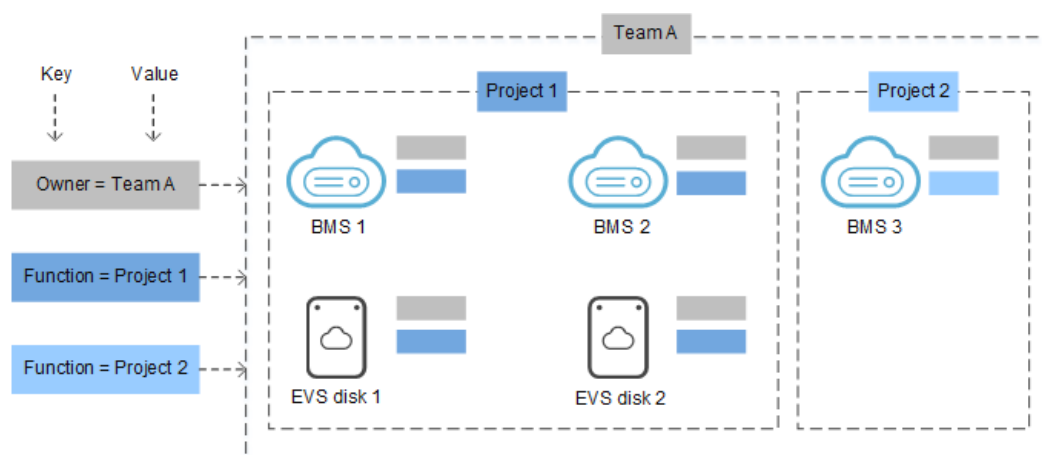 Team A
Key
Value
Project 1
Project 2
Owner = Team A
BMS 1
BMS 2
BMS 3
Function = Project 1
Function = Project 2
EVS disk 1
EVS disk 2